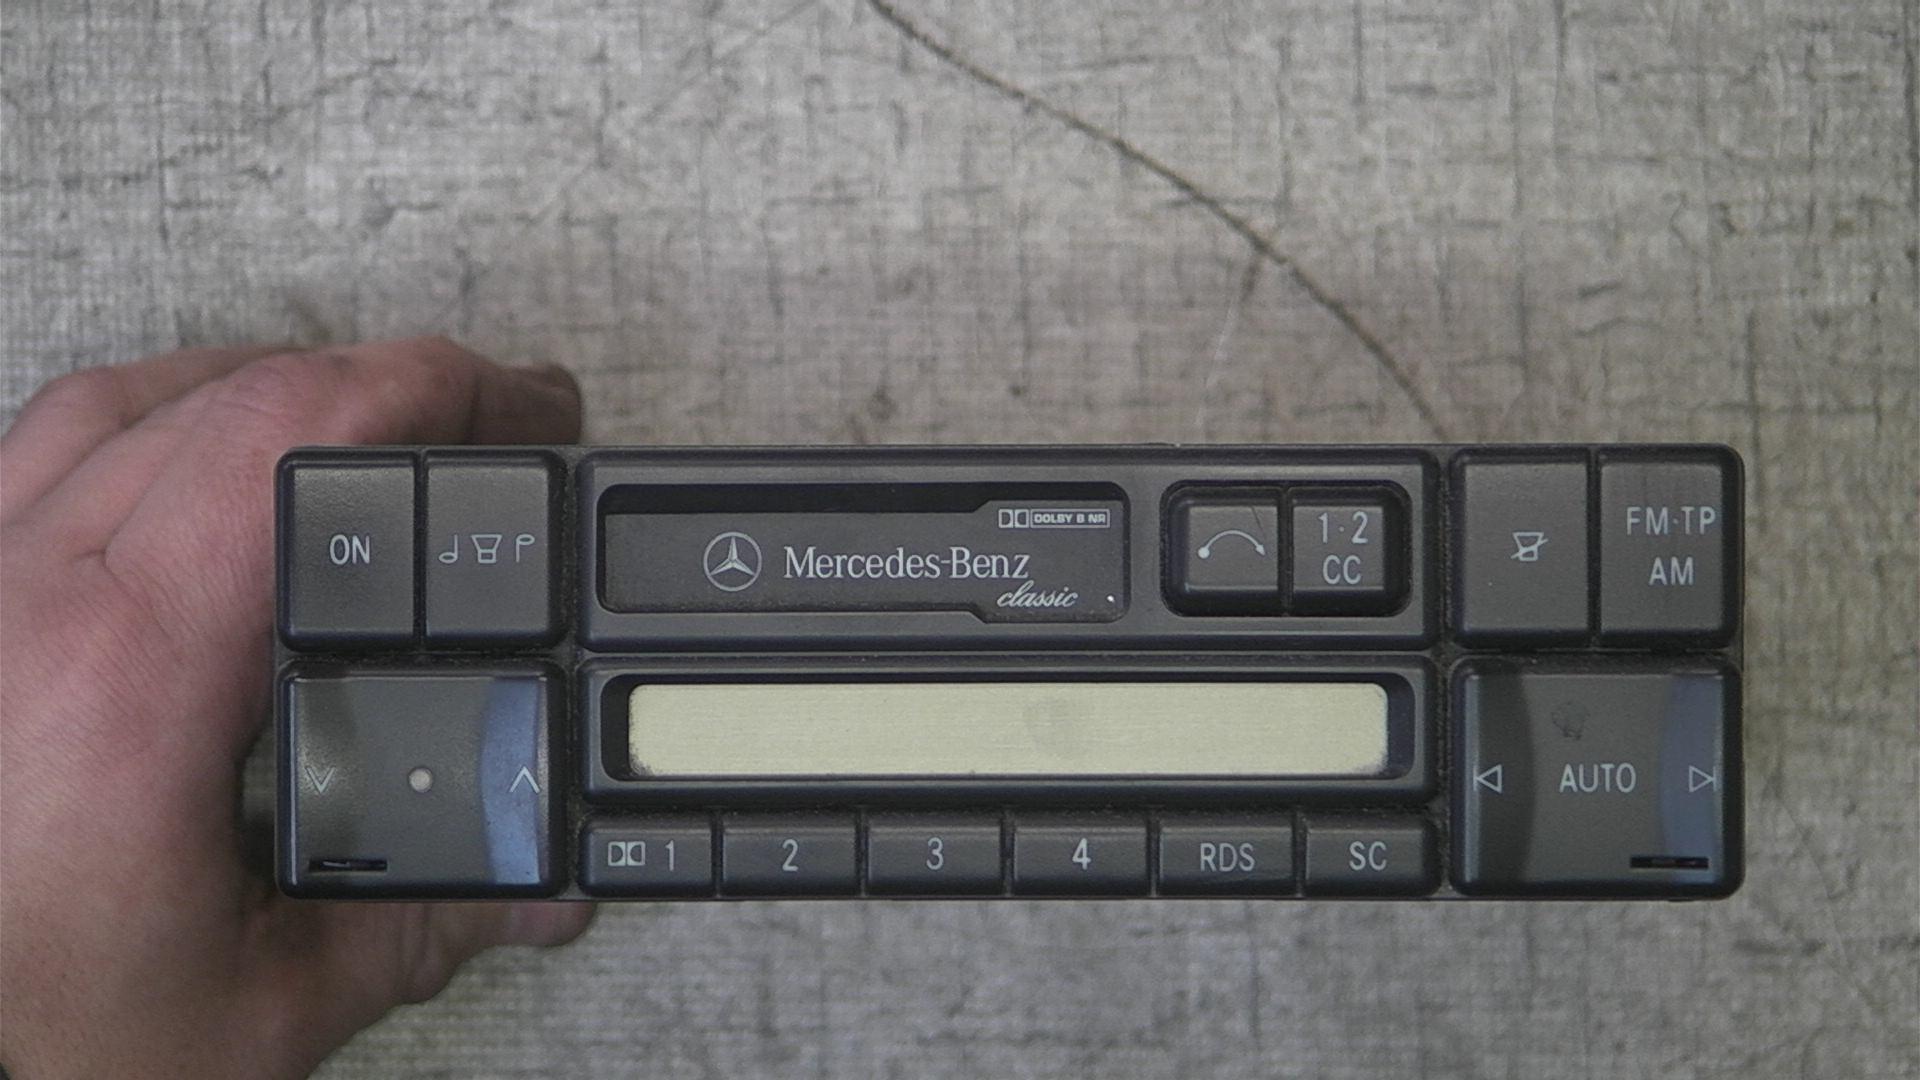 ON
DOLBY B NR
Mercedes-Benz
classic
1·2
CC
FM·TP
AM
AUTO
1
2
3
4
RDS
SC